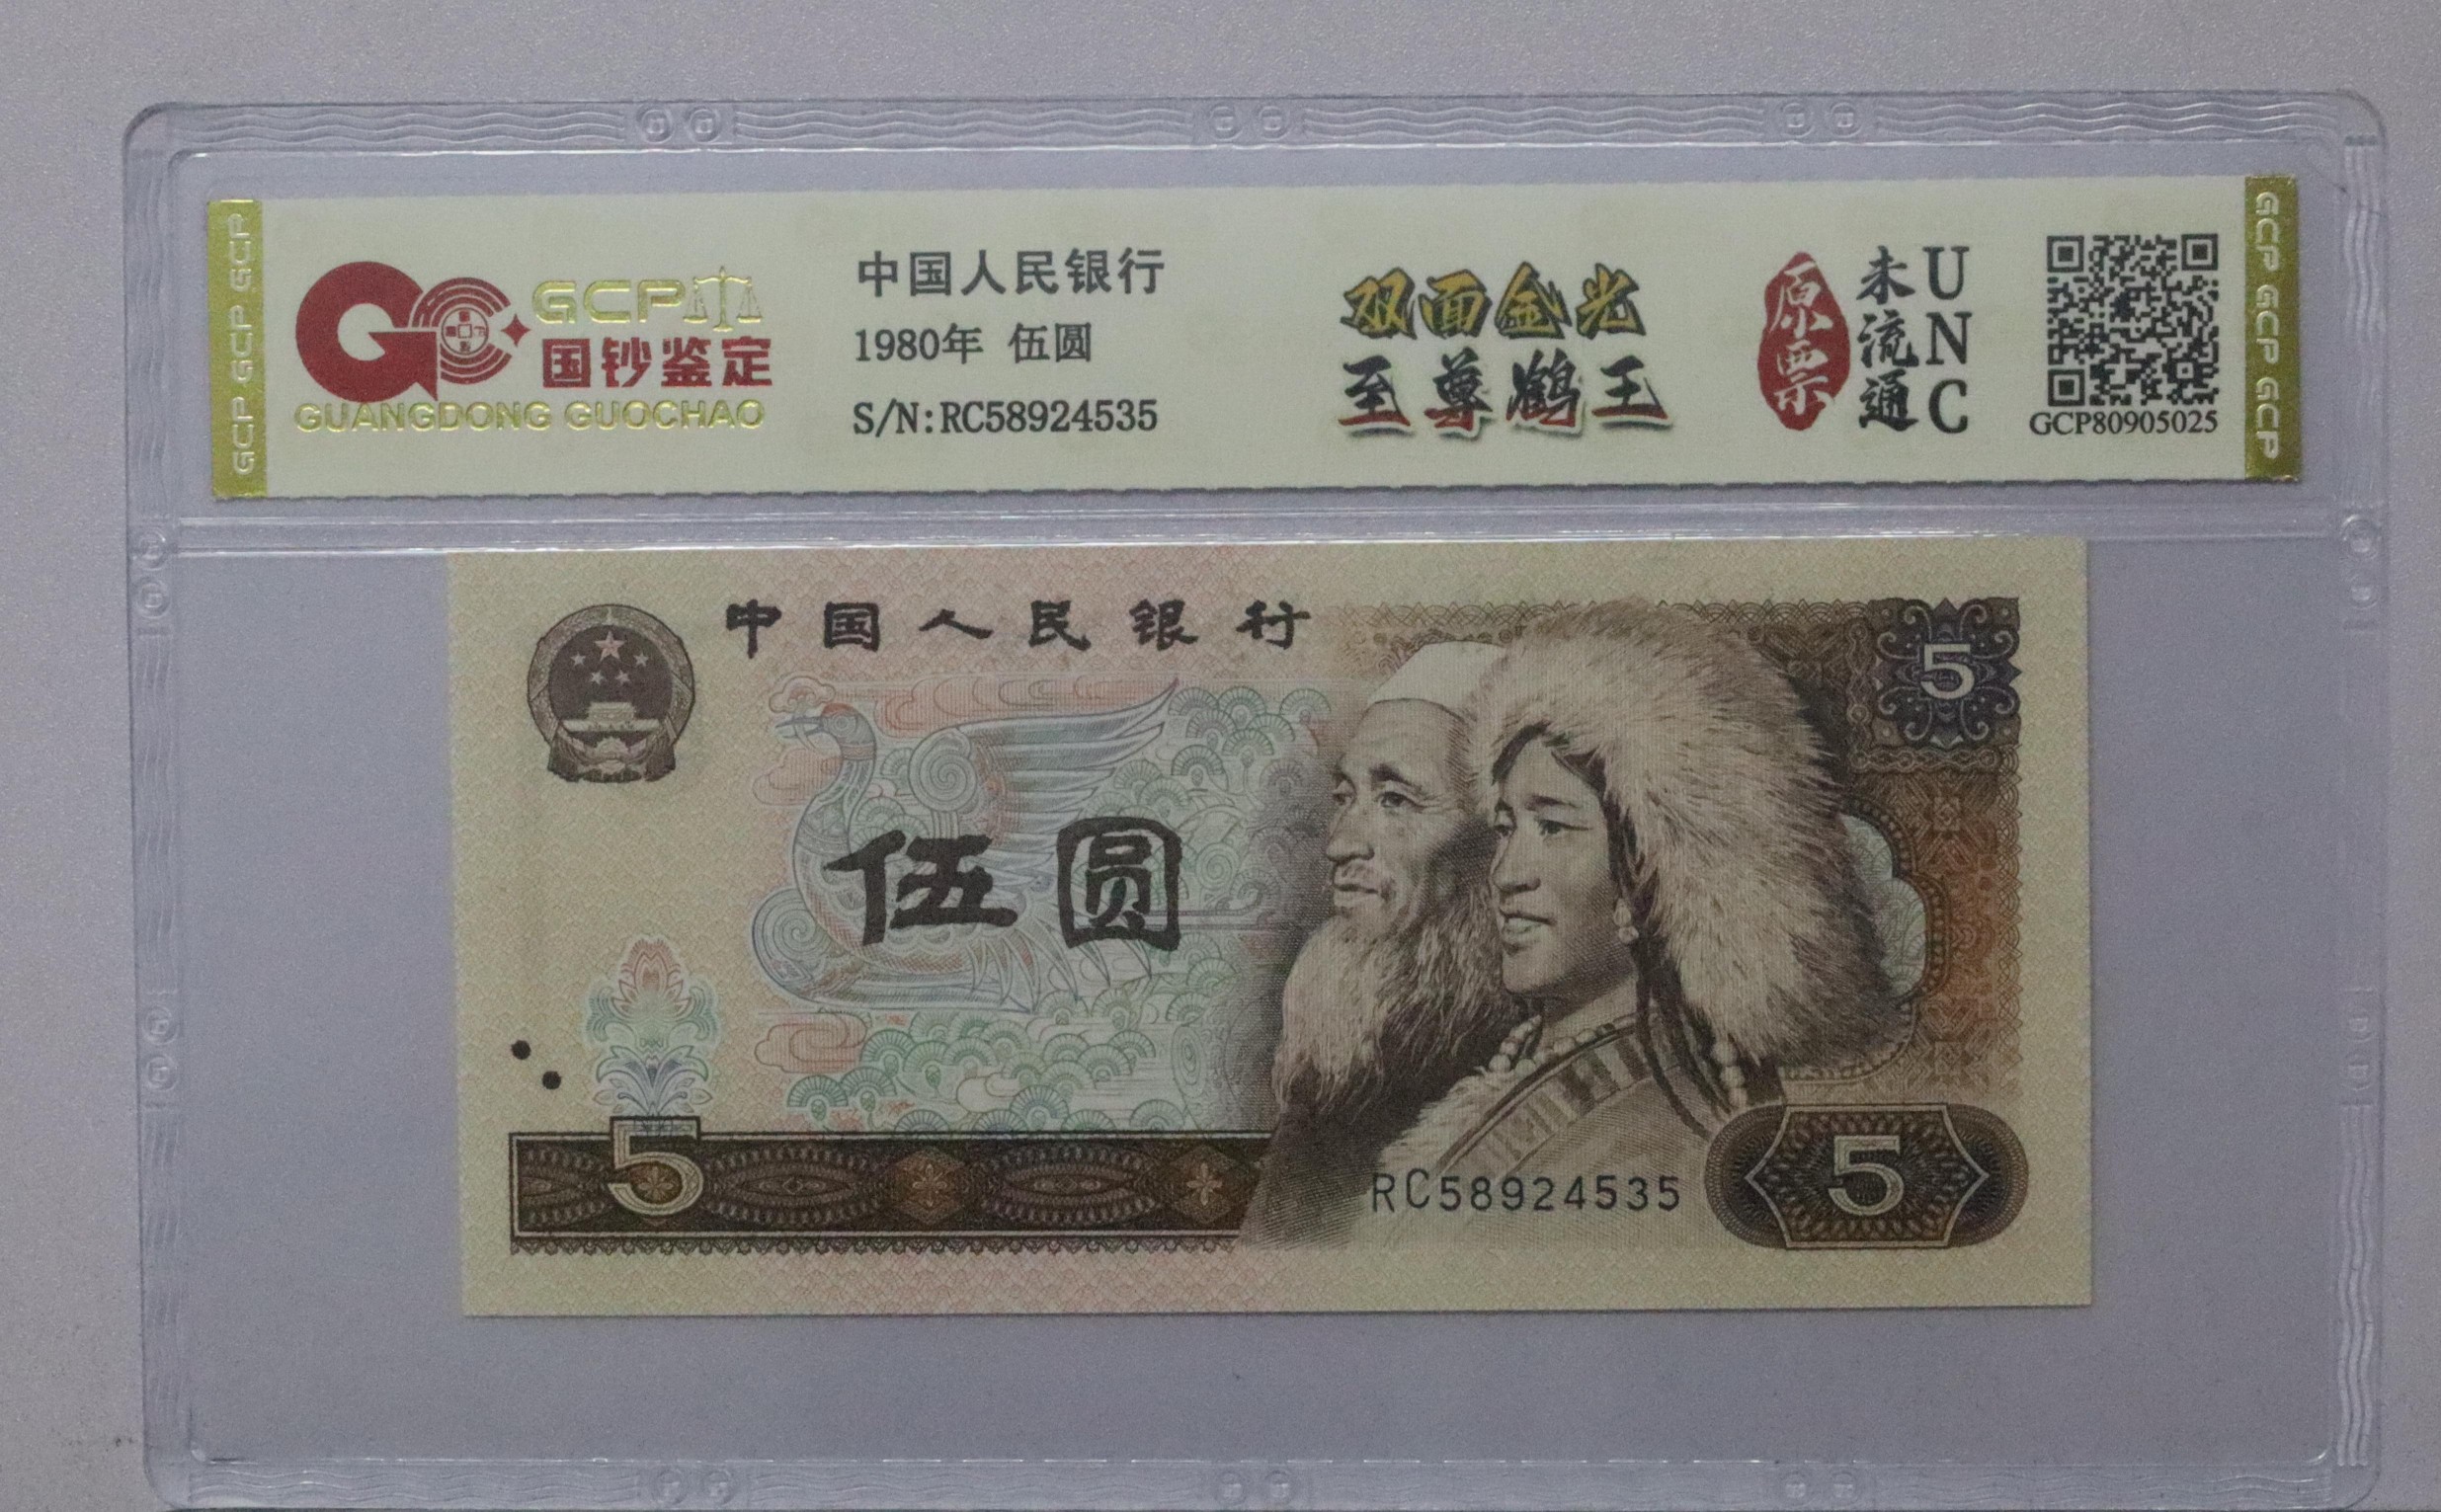 GCP GCP GCP GCP
GCP
国钞鉴定
GUANGDONG GUOCHAO
中国人民银行
1980年 伍圆
S/N:RC58924535
双面金光
至尊鹤王
原票
未流通
UNC
GCP80905025
GCP GCP GCP GCP
中国人民银行
5
伍圆
5
RC58924535
5